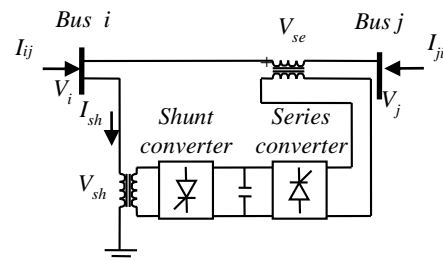 Bus i
V_se
Bus j
I_ij
I_ji
V_i
V_j
I_sh
Shunt converter
Series converter
V_sh
+